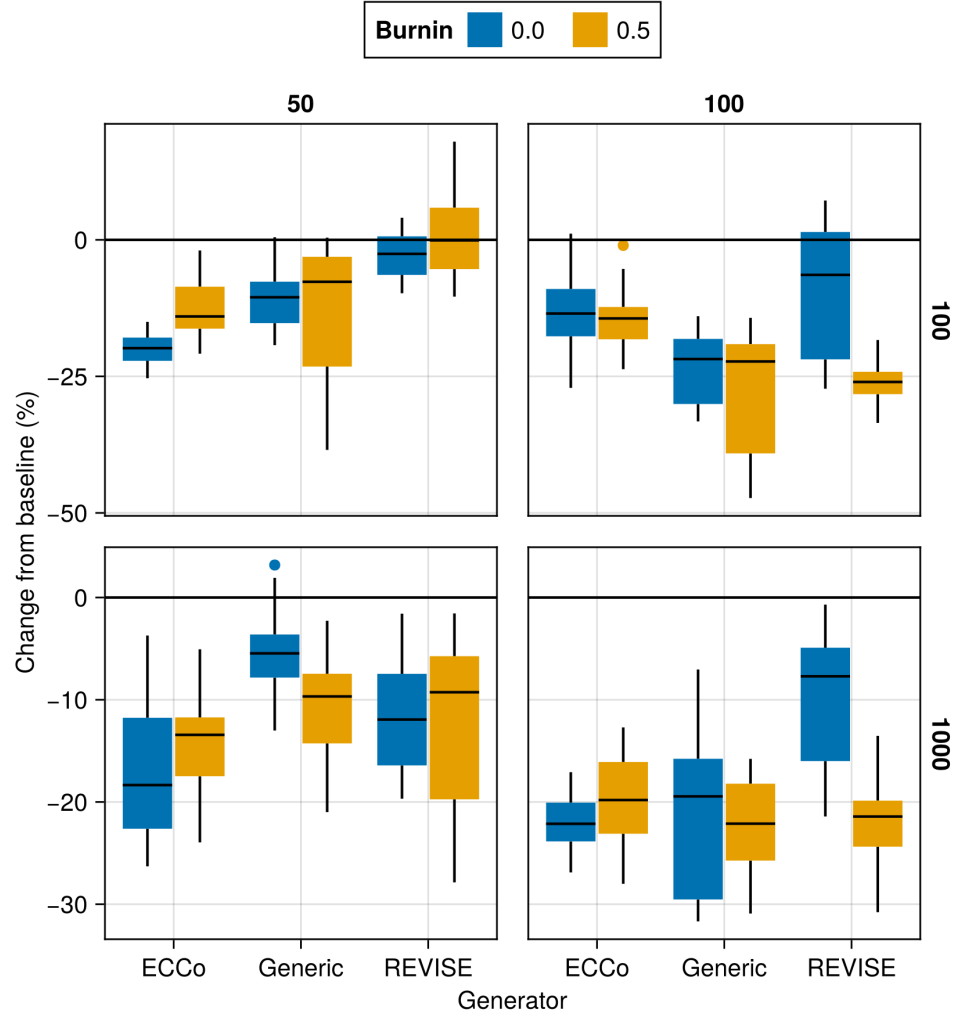 Burnin 0.0 0.5
50 100
0
−25
−50
100
0
−10
−20
−30
1000
Change from baseline (%)
ECCo Generic REVISE ECCo Generic REVISE
Generator